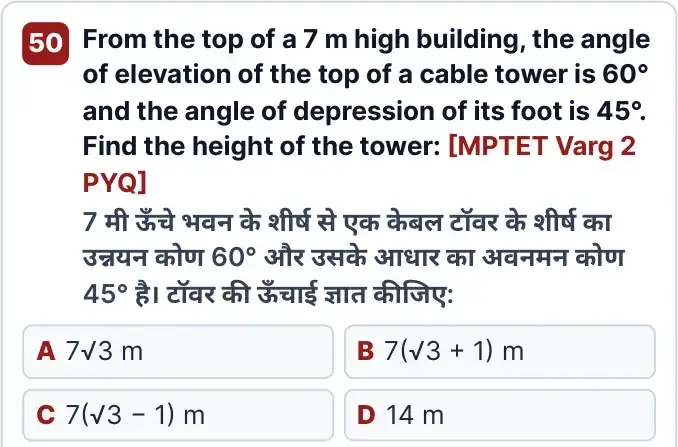 50 From the top of a 7 m high building, the angle
of elevation of the top of a cable tower is 60°
and the angle of depression of its foot is 45°.
Find the height of the tower: [MPTET Varg 2
PYQ]
7 मी ऊँचे भवन के शीर्ष से एक केबल टॉवर के शीर्ष का
उन्नयन कोण 60° और उसके आधार का अवनमन कोण
45° है। टॉवर की ऊँचाई ज्ञात कीजिए:
A 7√3 m
B 7(√3 + 1) m
C 7(√3 − 1) m
D 14 m